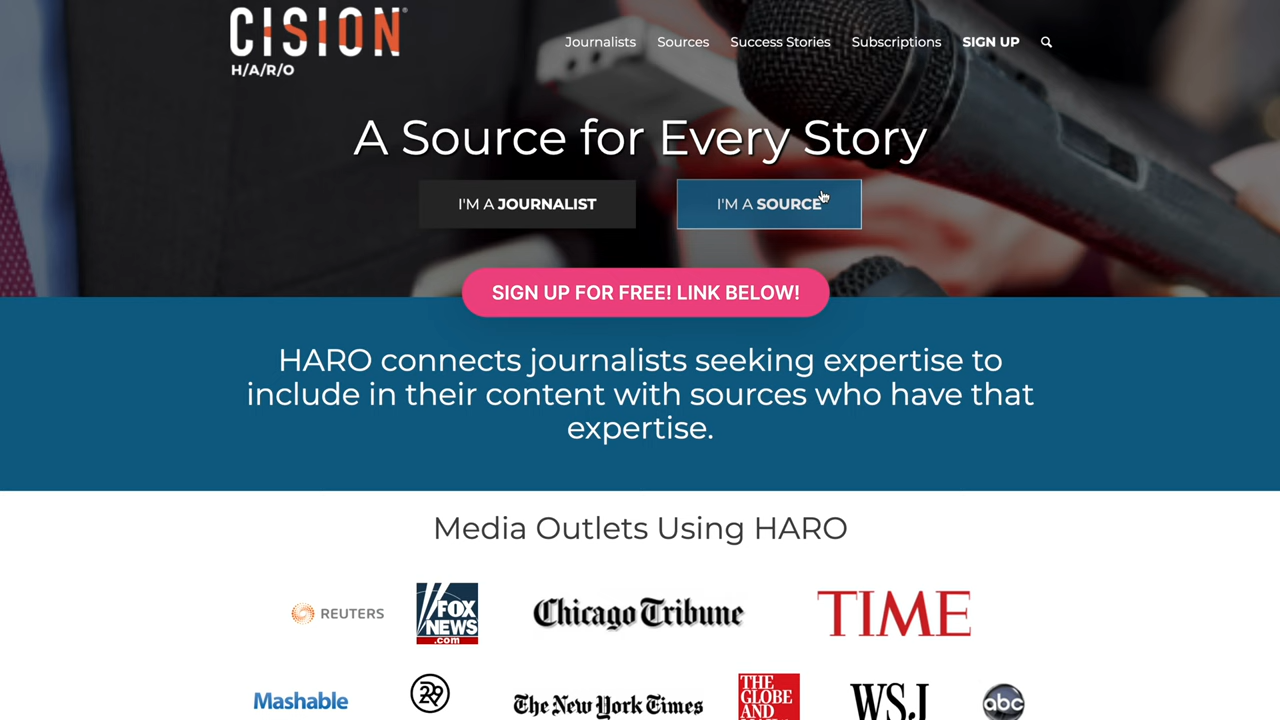 CISION®
H/A/R/O
Journalists Sources Success Stories Subscriptions SIGN UP
A Source for Every Story
I'M A JOURNALIST
I'M A SOURCE
SIGN UP FOR FREE! LINK BELOW!
HARO connects journalists seeking expertise to
include in their content with sources who have that
expertise.
Media Outlets Using HARO
REUTERS
FOX
NEWS
.com
Chicago Tribune
TIME
Mashable
29
The New York Times
THE
GLOBE
AND
WSJ
abc